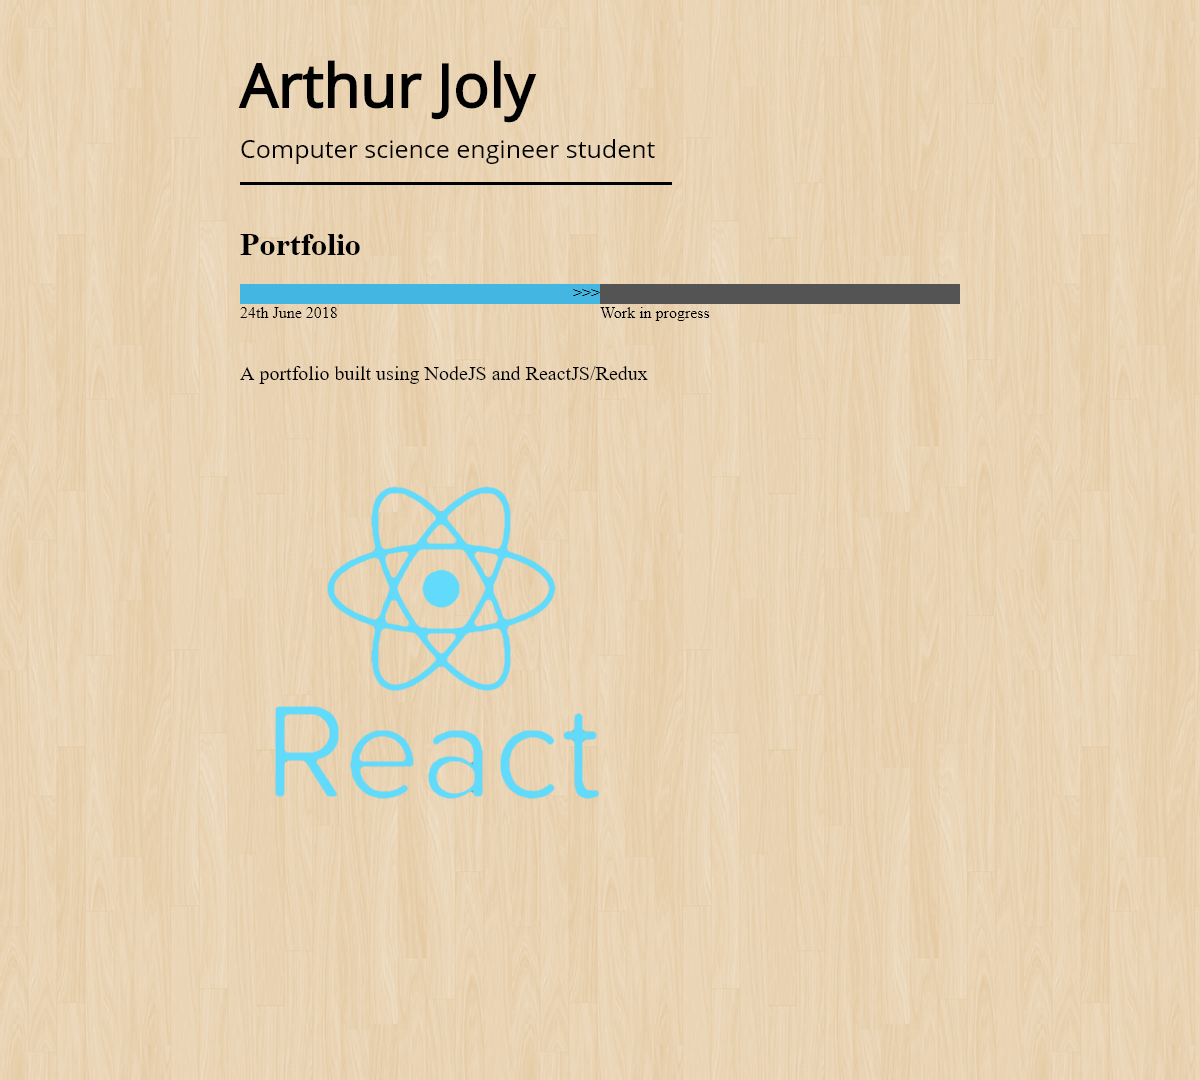 Arthur Joly
Computer science engineer student
Portfolio
>>>
24th June 2018 Work in progress
A portfolio built using NodeJS and ReactJS/Redux
React